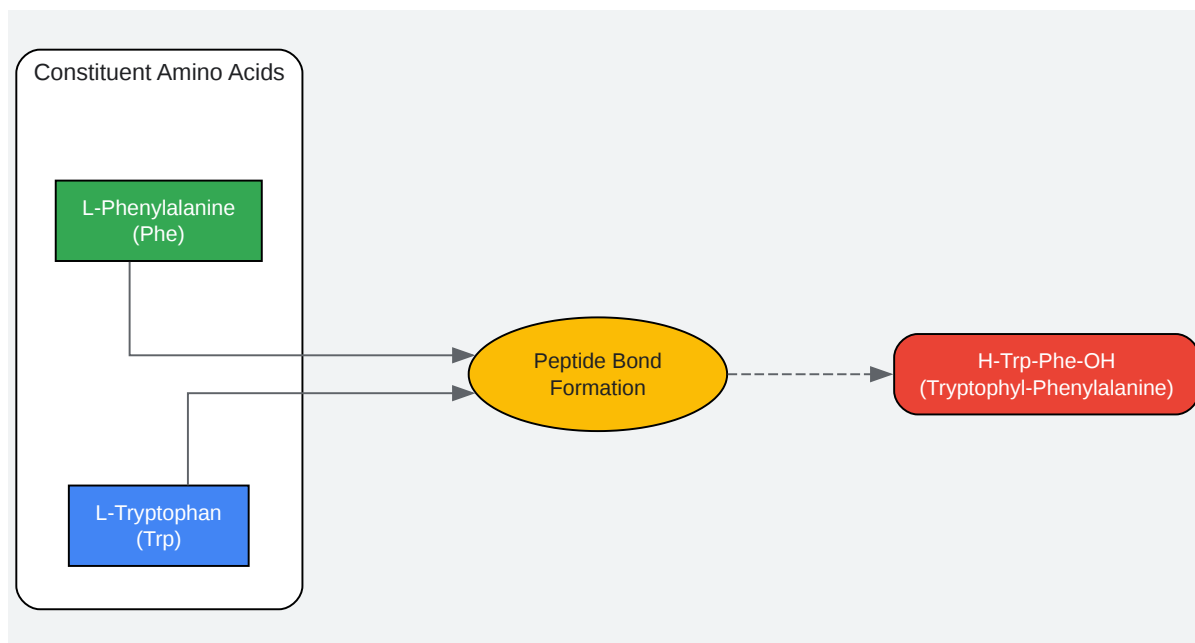 Constituent Amino Acids
L-Phenylalanine
(Phe)
Peptide Bond
Formation
H-Trp-Phe-OH
(Tryptophyl-Phenylalanine)
L-Tryptophan
(Trp)